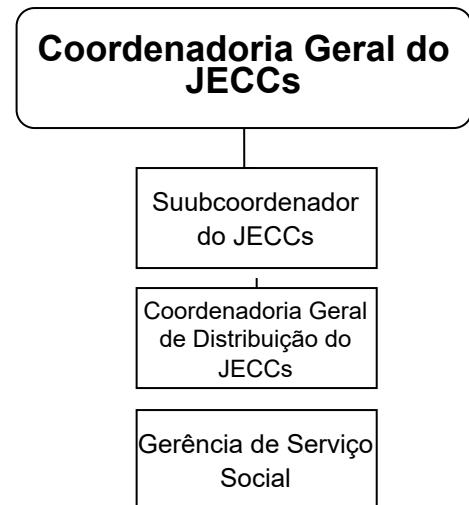 Coordenadoria Geral do
JECCs
Suubcoordenador
do JECCs
Coordenadoria Geral
de Distribuição do
JECCs
Gerência de Serviço
Social